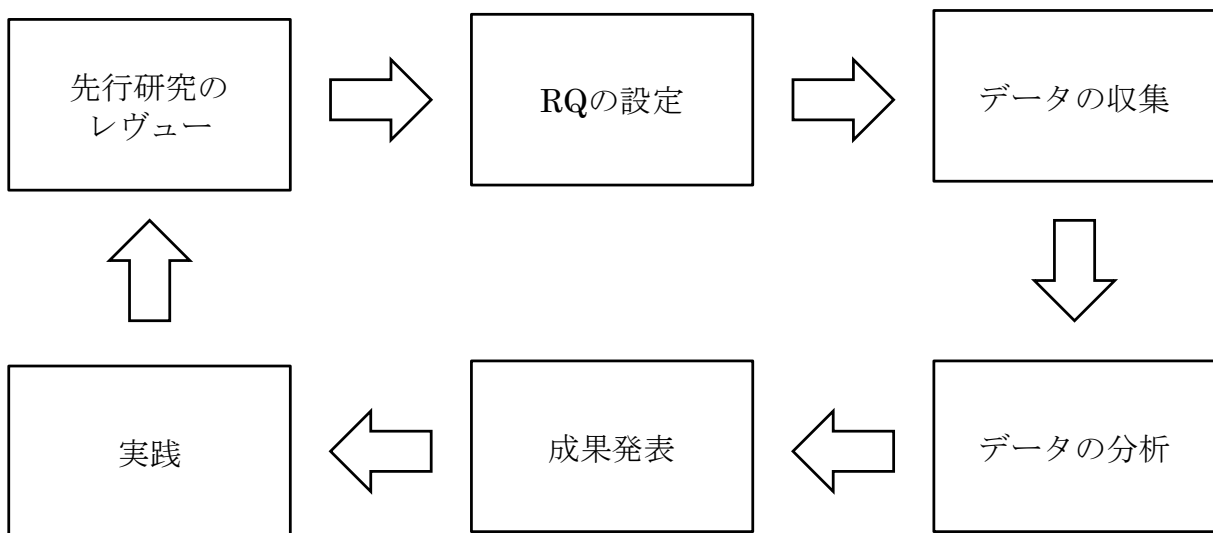 先行研究の
レヴュー
RQの設定
データの収集
実践
成果発表
データの分析